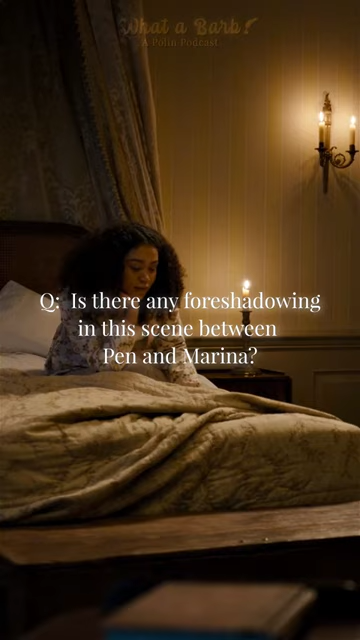 What a Barb!
A Polin Podcast
Q: Is there any foreshadowing
in this scene between
Pen and Marina?